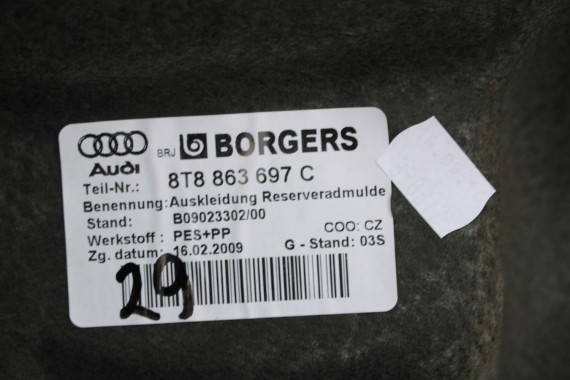 Audi BRJ BORGERS
Teil-Nr.: 8T8 863 697 C
Benennung: Auskleidung Reserveradmulde
Stand: B09023302/00
COO: CZ
Werkstoff : PES+PP
Zg. datum: 16.02.2009 G - Stand: 03S
29